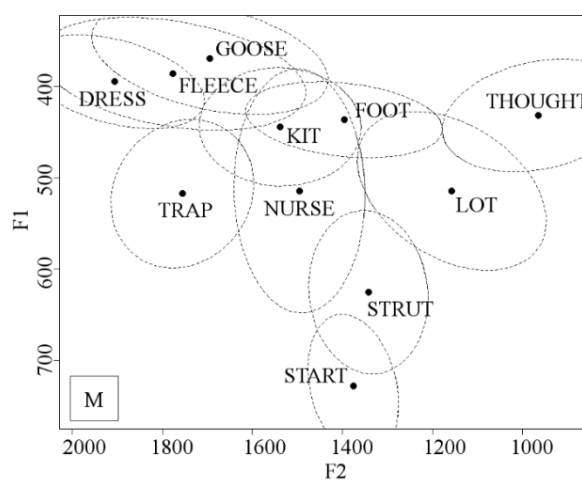 GOOSE
FLEECE
DRESS
THOUGHT
FOOT
KIT
TRAP
NURSE
LOT
STRUT
START
M
F1
400
500
600
700
2000
1800
1600
1400
1200
1000
F2